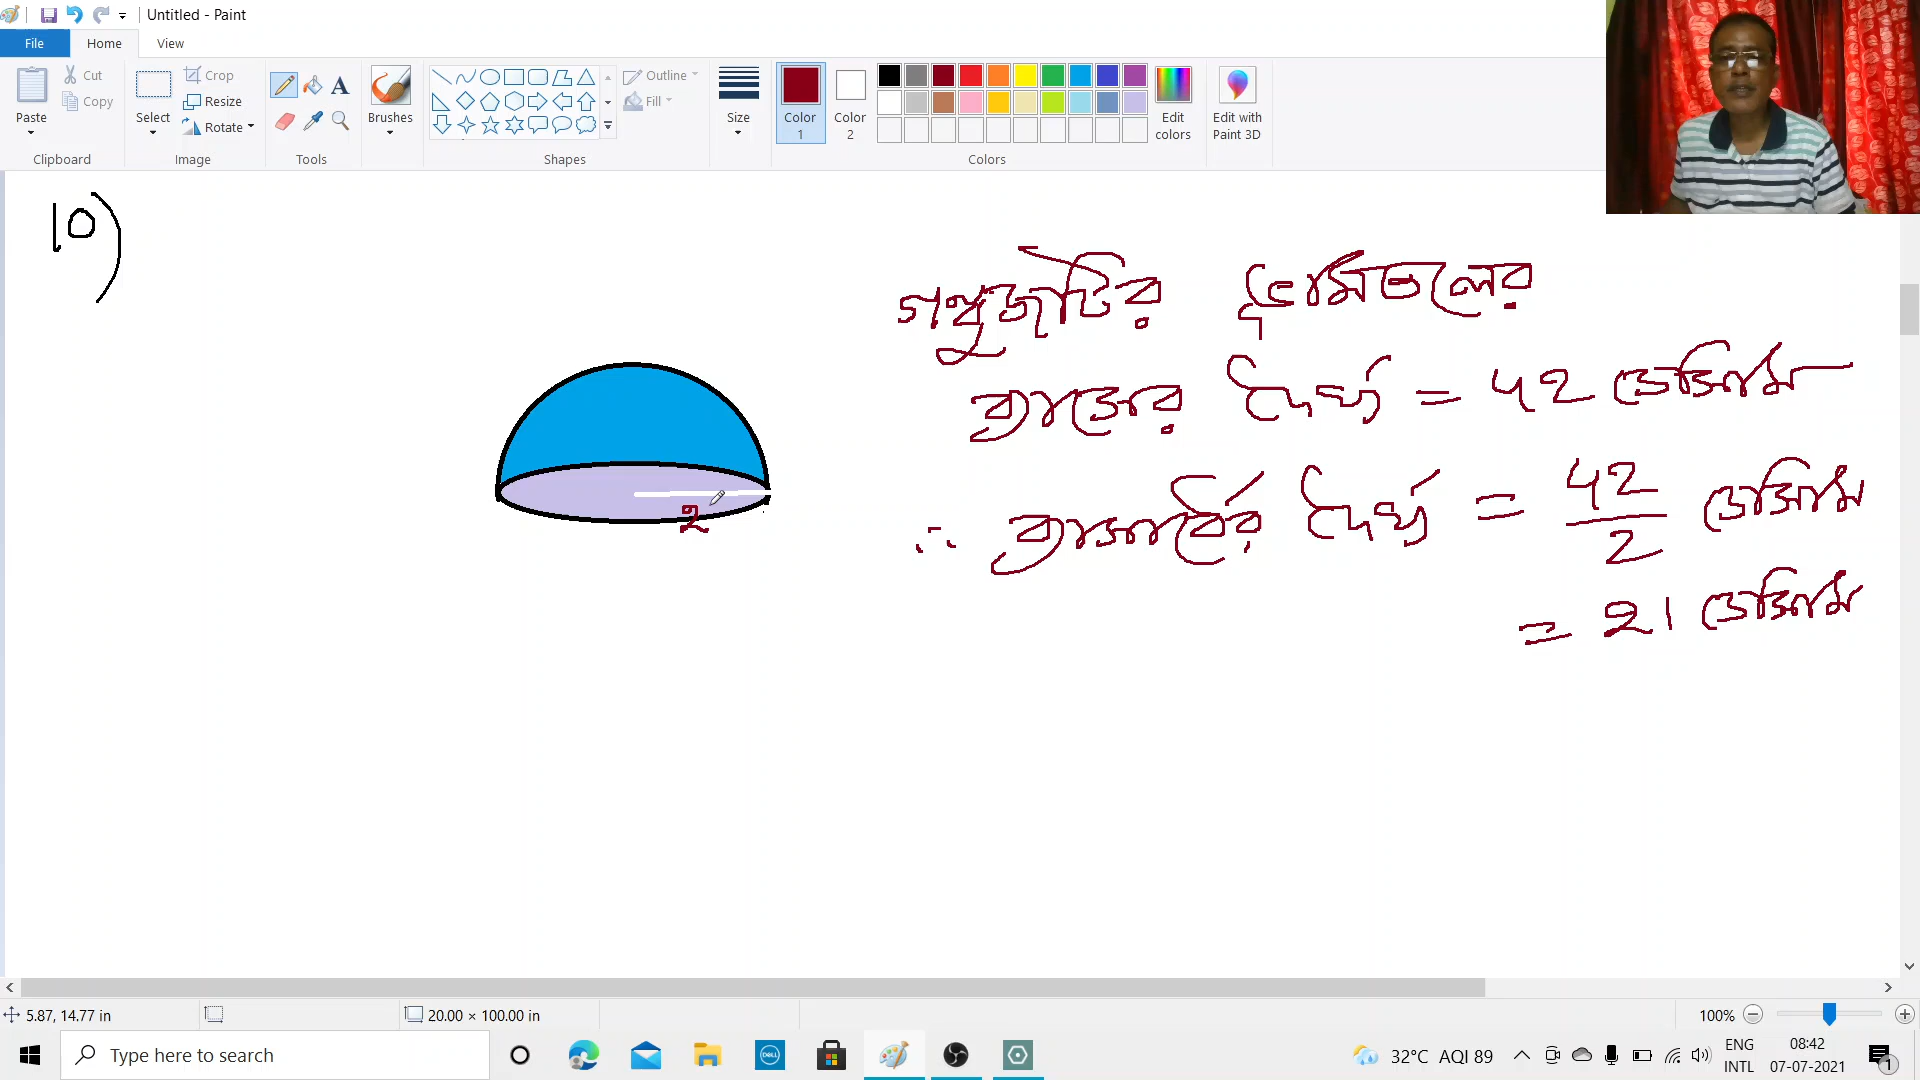 Untitled - Paint
File Home View
Paste
Cut
Copy
Clipboard
Select
Crop
Resize
Rotate
Image
Tools
Brushes
Outline
Fill
Shapes
Size
Color 1
Color 2
Edit colors
Colors
Edit with Paint 3D
10)
গম্বুজটির ভূমিতলের
ব্যাসের দৈর্ঘ্য = 42 ডেসিমি
∴ ব্যাসার্ধের দৈর্ঘ্য = 42/2 ডেসিমি
= 21 ডেসিমি
2
5.87, 14.77 in
20.00 × 100.00 in
100%
Type here to search
DELL
32°C AQI 89
ENG
INTL
08:42
07-07-2021
1